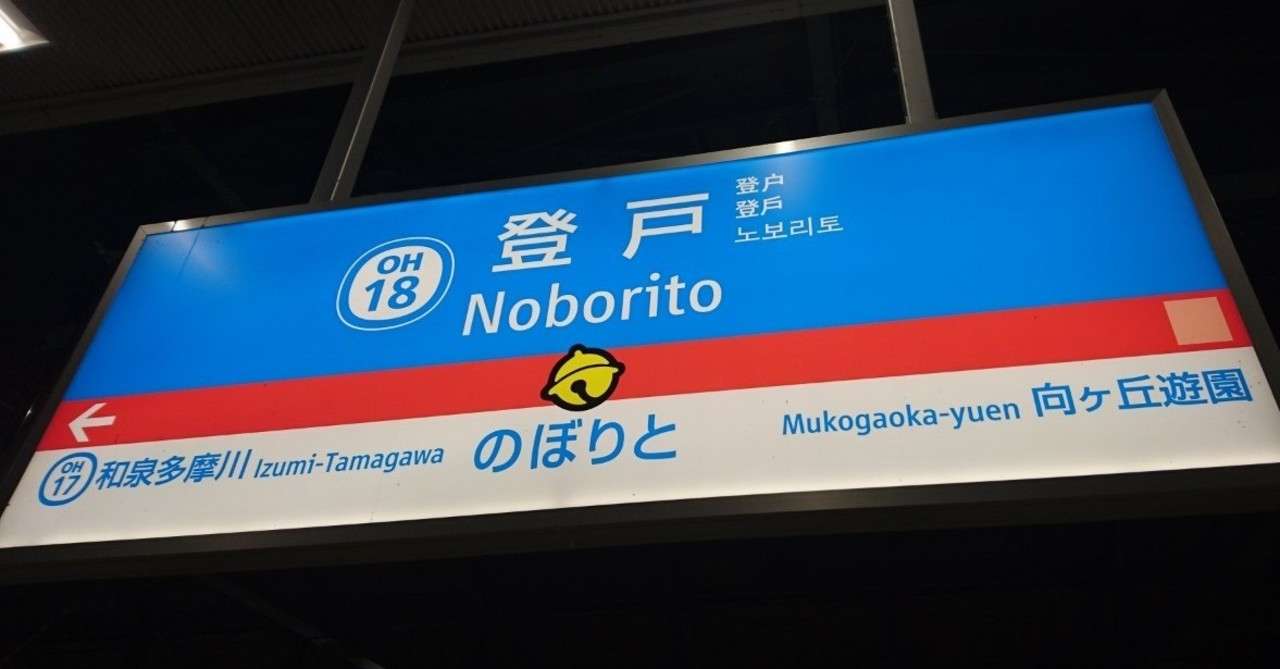 OH
18
登戸
Noborito
登户
登戶
노보리토
OH
17
和泉多摩川 Izumi-Tamagawa
のぼりと
Mukogaoka-yuen 向ヶ丘遊園